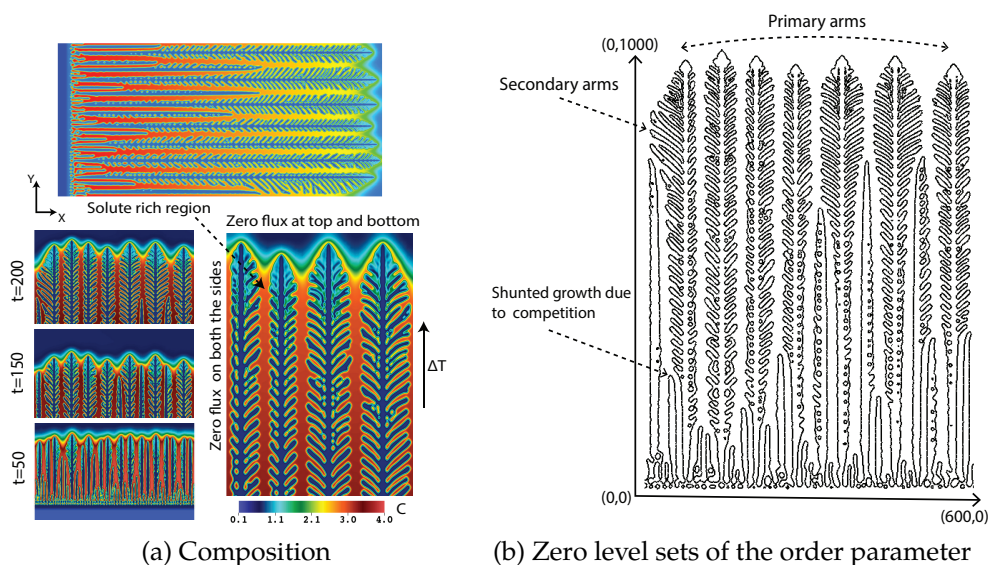 Y
X
Solute rich region
Zero flux at top and bottom
Zero flux on both the sides
t=200
t=150
t=50
ΔT
C
0.1 1.1 2.1 3.0 4.0
(a) Composition
Primary arms
(0,1000)
Secondary arms
Shunted growth due
to competition
(0,0)
(600,0)
(b) Zero level sets of the order parameter